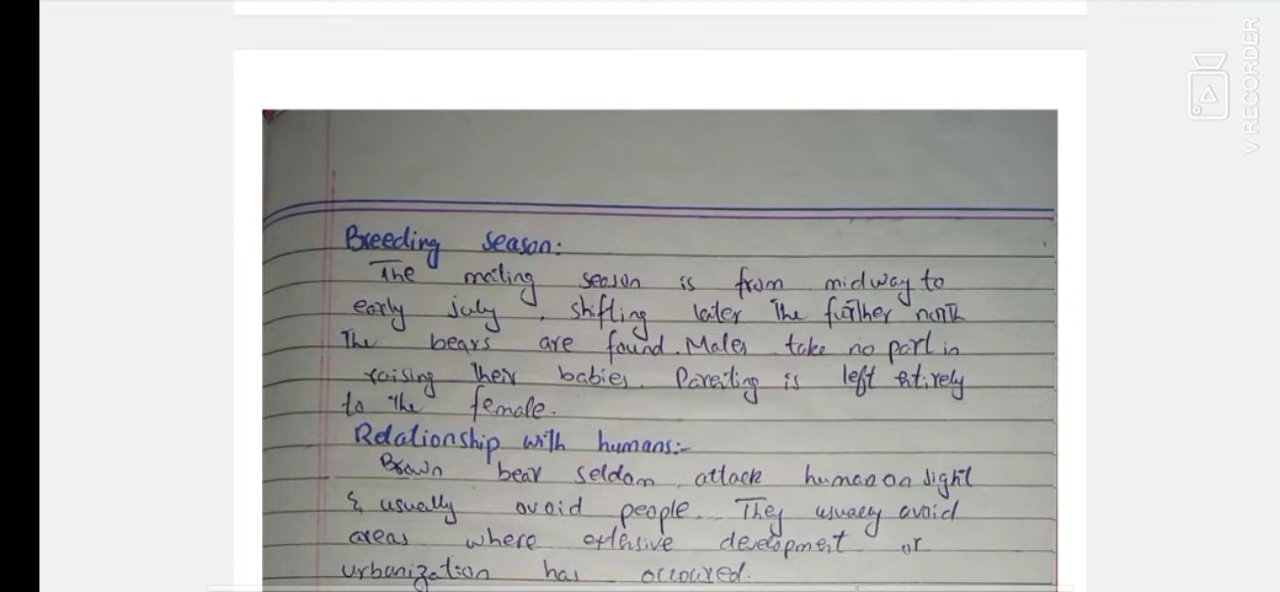 V RECORDER
Breeding season:
The mating season is from midway to
early july, shifting later the further north
The bears are found. Males take no part in
raising their babies. Pareting is left entirely
to the female.
Relationship with humans:-
Brown bear seldom attack human on sight
& usually avoid people. They usually avoid
areas where extensive development or
urbanization has occoured.